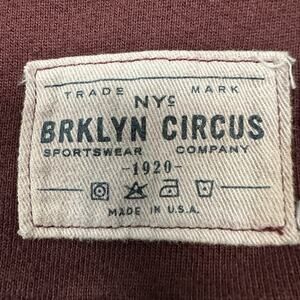 TRADE MARK
NYC
BRKLYN CIRCUS
SPORTSWEAR COMPANY
-1920-
MADE IN U.S.A.